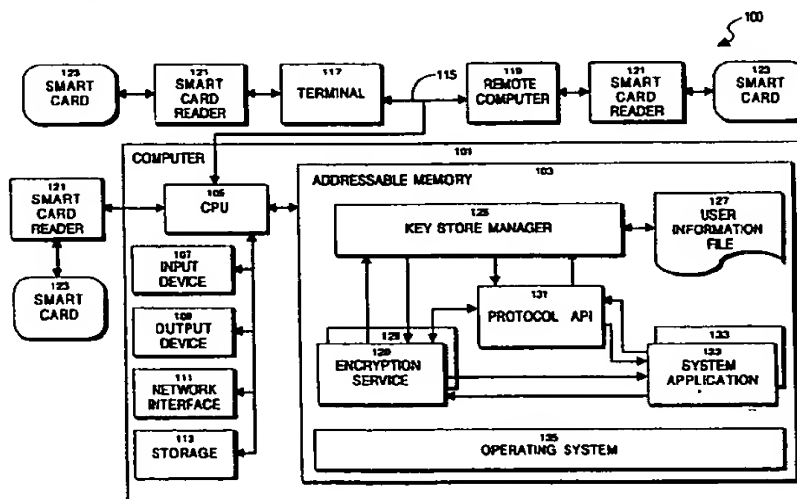 100
123
SMART
CARD
121
SMART
CARD
READER
117
TERMINAL
115
119
REMOTE
COMPUTER
121
SMART
CARD
READER
123
SMART
CARD
COMPUTER
101
121
SMART
CARD
READER
123
SMART
CARD
105
CPU
107
INPUT
DEVICE
109
OUTPUT
DEVICE
111
NETWORK
INTERFACE
113
STORAGE
ADDRESSABLE MEMORY
103
125
KEY STORE MANAGER
127
USER
INFORMATION
FILE
131
PROTOCOL API
129
129
ENCRYPTION
SERVICE
133
133
SYSTEM
APPLICATION
135
OPERATING SYSTEM